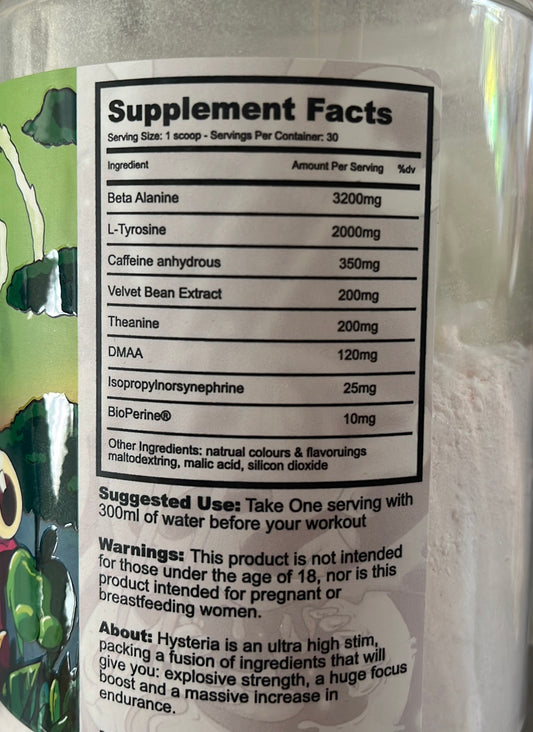 Supplement Facts
Serving Size: 1 scoop - Servings Per Container: 30
Ingredient Amount Per Serving %dv
Beta Alanine 3200mg
L-Tyrosine 2000mg
Caffeine anhydrous 350mg
Velvet Bean Extract 200mg
Theanine 200mg
DMAA 120mg
Isopropylnorsynephrine 25mg
BioPerine® 10mg
Other Ingredients: natrual colours & flavoruings
maltodextring, malic acid, silicon dioxide
Suggested Use: Take One serving with
300ml of water before your workout
Warnings: This product is not intended
for those under the age of 18, nor is this
product intended for pregnant or
breastfeeding women.
About: Hysteria is an ultra high stim,
packing a fusion of ingredients that will
give you: explosive strength, a huge focus
boost and a massive increase in
endurance.